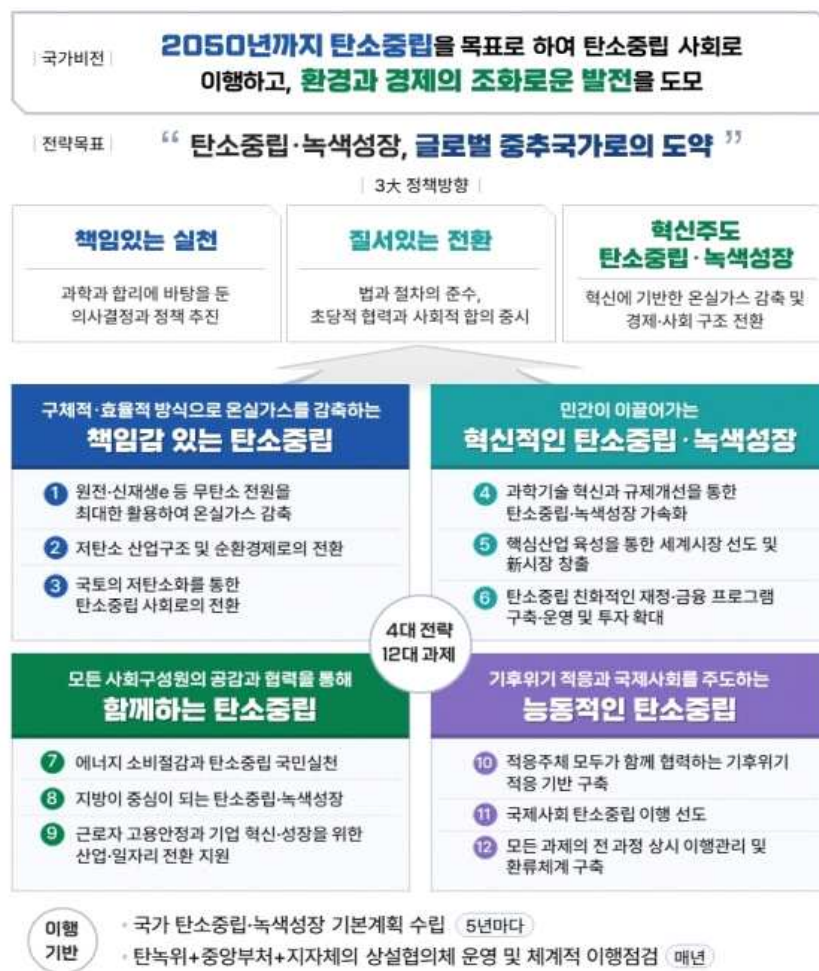 국가비전
2050년까지 탄소중립을 목표로 하여 탄소중립 사회로
이행하고, 환경과 경제의 조화로운 발전을 도모
전략목표
“ 탄소중립·녹색성장, 글로벌 중추국가로의 도약 ”
3大 정책방향
책임있는 실천
과학과 합리에 바탕을 둔
의사결정과 정책 추진
질서있는 전환
법과 절차의 준수,
초당적 협력과 사회적 합의 중시
혁신주도
탄소중립·녹색성장
혁신에 기반한 온실가스 감축 및
경제·사회 구조 전환
구체적·효율적 방식으로 온실가스를 감축하는
책임감 있는 탄소중립
1 원전·신재생e 등 무탄소 전원을
최대한 활용하여 온실가스 감축
2 저탄소 산업구조 및 순환경제로의 전환
3 국토의 저탄소화를 통한
탄소중립 사회로의 전환
민간이 이끌어가는
혁신적인 탄소중립·녹색성장
4 과학기술 혁신과 규제개선을 통한
탄소중립·녹색성장 가속화
5 핵심산업 육성을 통한 세계시장 선도 및
新시장 창출
6 탄소중립 친화적인 재정·금융 프로그램
구축·운영 및 투자 확대
4대 전략
12대 과제
모든 사회구성원의 공감과 협력을 통해
함께하는 탄소중립
7 에너지 소비절감과 탄소중립 국민실천
8 지방이 중심이 되는 탄소중립·녹색성장
9 근로자 고용안정과 기업 혁신·성장을 위한
산업·일자리 전환 지원
기후위기 적응과 국제사회를 주도하는
능동적인 탄소중립
10 적응주체 모두가 함께 협력하는 기후위기
적응 기반 구축
11 국제사회 탄소중립 이행 선도
12 모든 과제의 전 과정 상시 이행관리 및
환류체계 구축
이행
기반
· 국가 탄소중립·녹색성장 기본계획 수립 5년마다
· 탄녹위+중앙부처+지자체의 상설협의체 운영 및 체계적 이행점검 매년